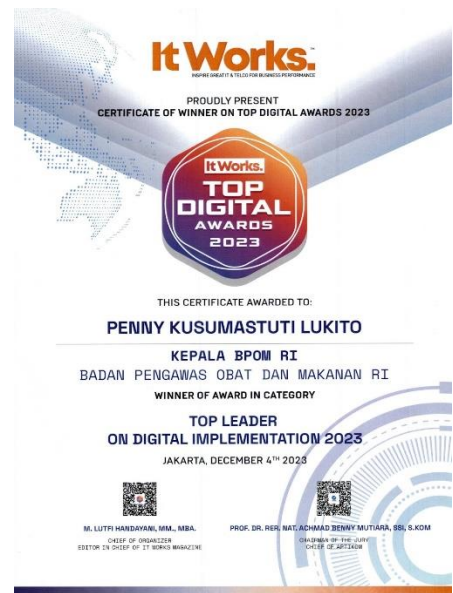 It Works.
INSPIRE GREAT IT & TELCO FOR BUSINESS PERFORMANCE
PROUDLY PRESENT
CERTIFICATE OF WINNER ON TOP DIGITAL AWARDS 2023
It Works.
TOP
DIGITAL
AWARDS
2023
THIS CERTIFICATE AWARDED TO:
PENNY KUSUMASTUTI LUKITO
KEPALA BPOM RI
BADAN PENGAWAS OBAT DAN MAKANAN RI
WINNER OF AWARD IN CATEGORY
TOP LEADER
ON DIGITAL IMPLEMENTATION 2023
JAKARTA, DECEMBER 4TH 2023
M. LUTFI HANDAYANI, MM., MBA.
CHIEF OF ORGANIZER
EDITOR IN CHIEF OF IT WORKS MAGAZINE
PROF. DR. RER. NAT. ACHMAD BENNY MUTIARA, SSI, S.KOM
CHAIRMAN OF THE JURY
CHIEF OF APTIKOM